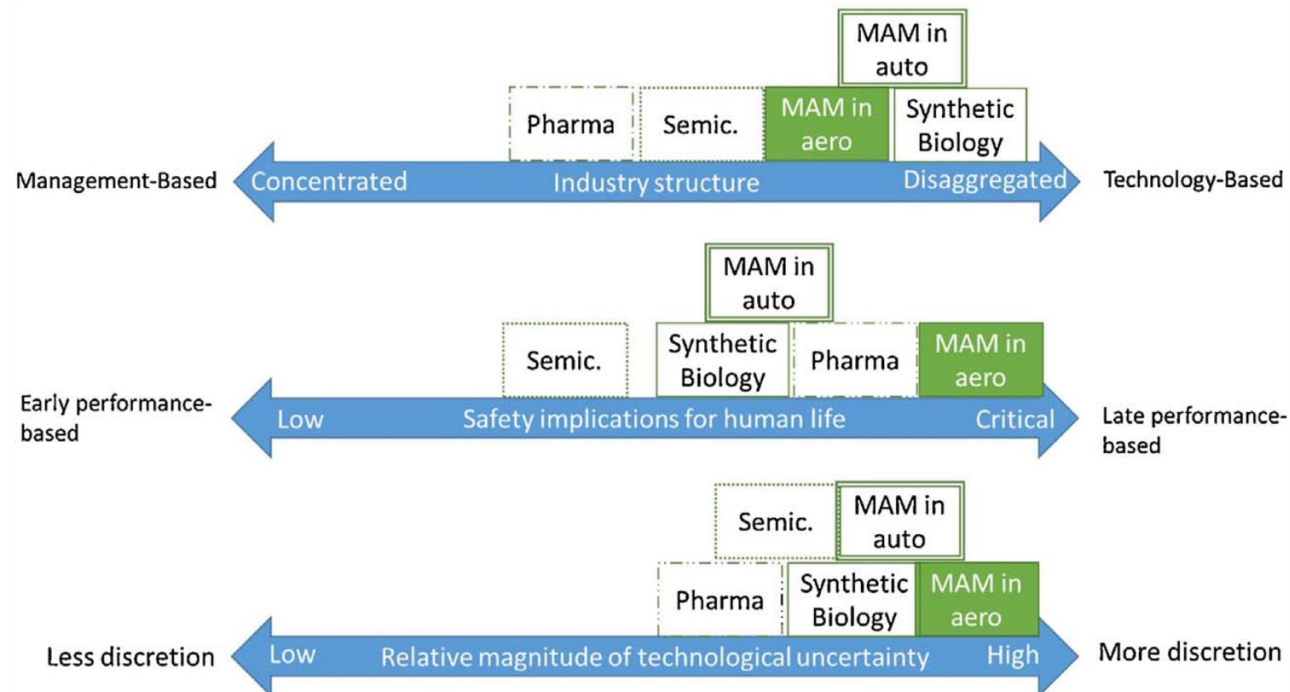 MAM in
auto
Pharma
Semic.
MAM in
aero
Synthetic
Biology
Management-Based
Concentrated
Industry structure
Disaggregated
Technology-Based
MAM in
auto
Semic.
Synthetic
Biology
Pharma
MAM in
aero
Early performance-
based
Low
Safety implications for human life
Critical
Late performance-
based
Semic.
MAM in
auto
Pharma
Synthetic
Biology
MAM in
aero
Less discretion
Low
Relative magnitude of technological uncertainty
High
More discretion